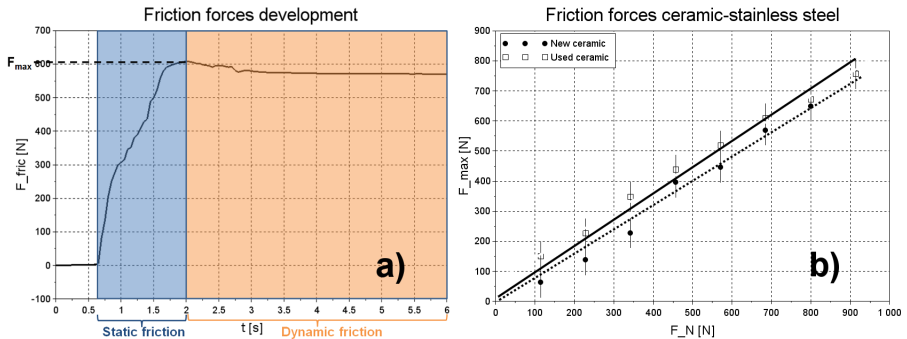 Friction forces development
700
600
500
400
300
200
100
0
-100
F_max
F_fric [N]
0 0.5 1 1.5 2 2.5 3 3.5 4 4.5 5 5.5 6
t [s]
a)
Static friction
Dynamic friction
Friction forces ceramic-stainless steel
900
800
700
600
500
400
300
200
100
0
F_max [N]
New ceramic
Used ceramic
b)
0 100 200 300 400 500 600 700 800 900 1 000
F_N [N]